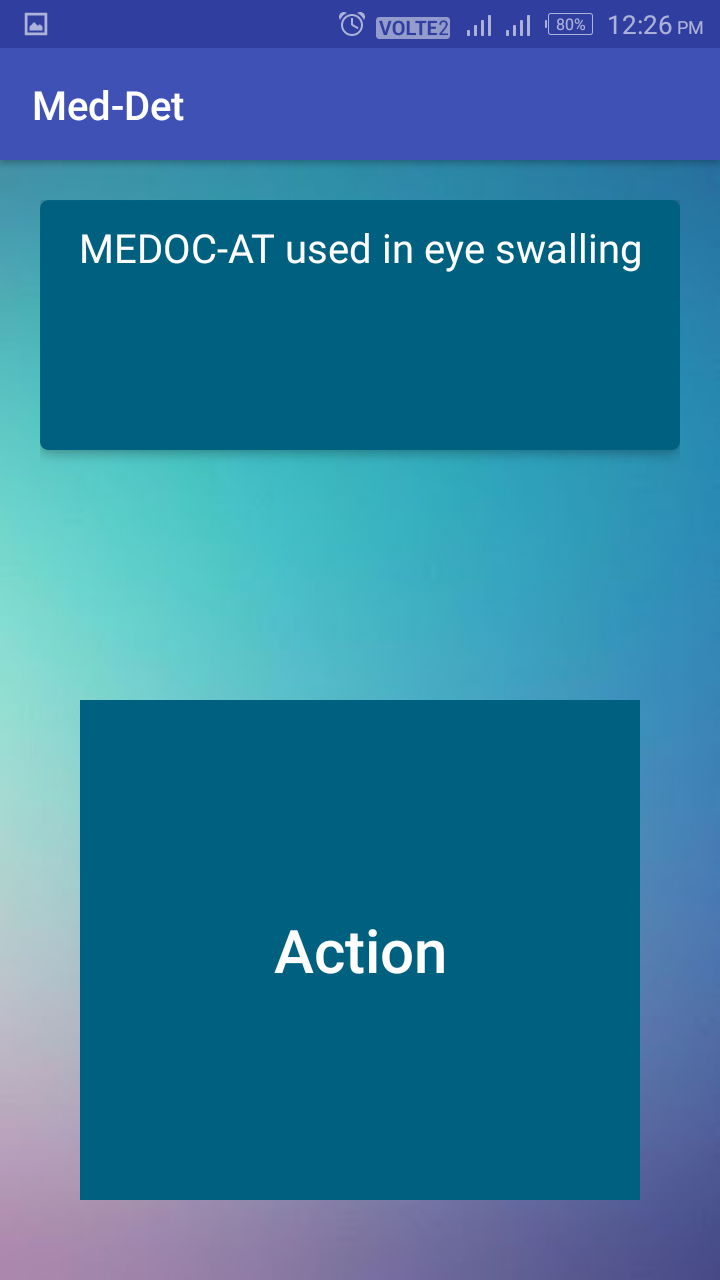 VOLTE2 80% 12:26 PM
Med-Det
MEDOC-AT used in eye swalling
Action